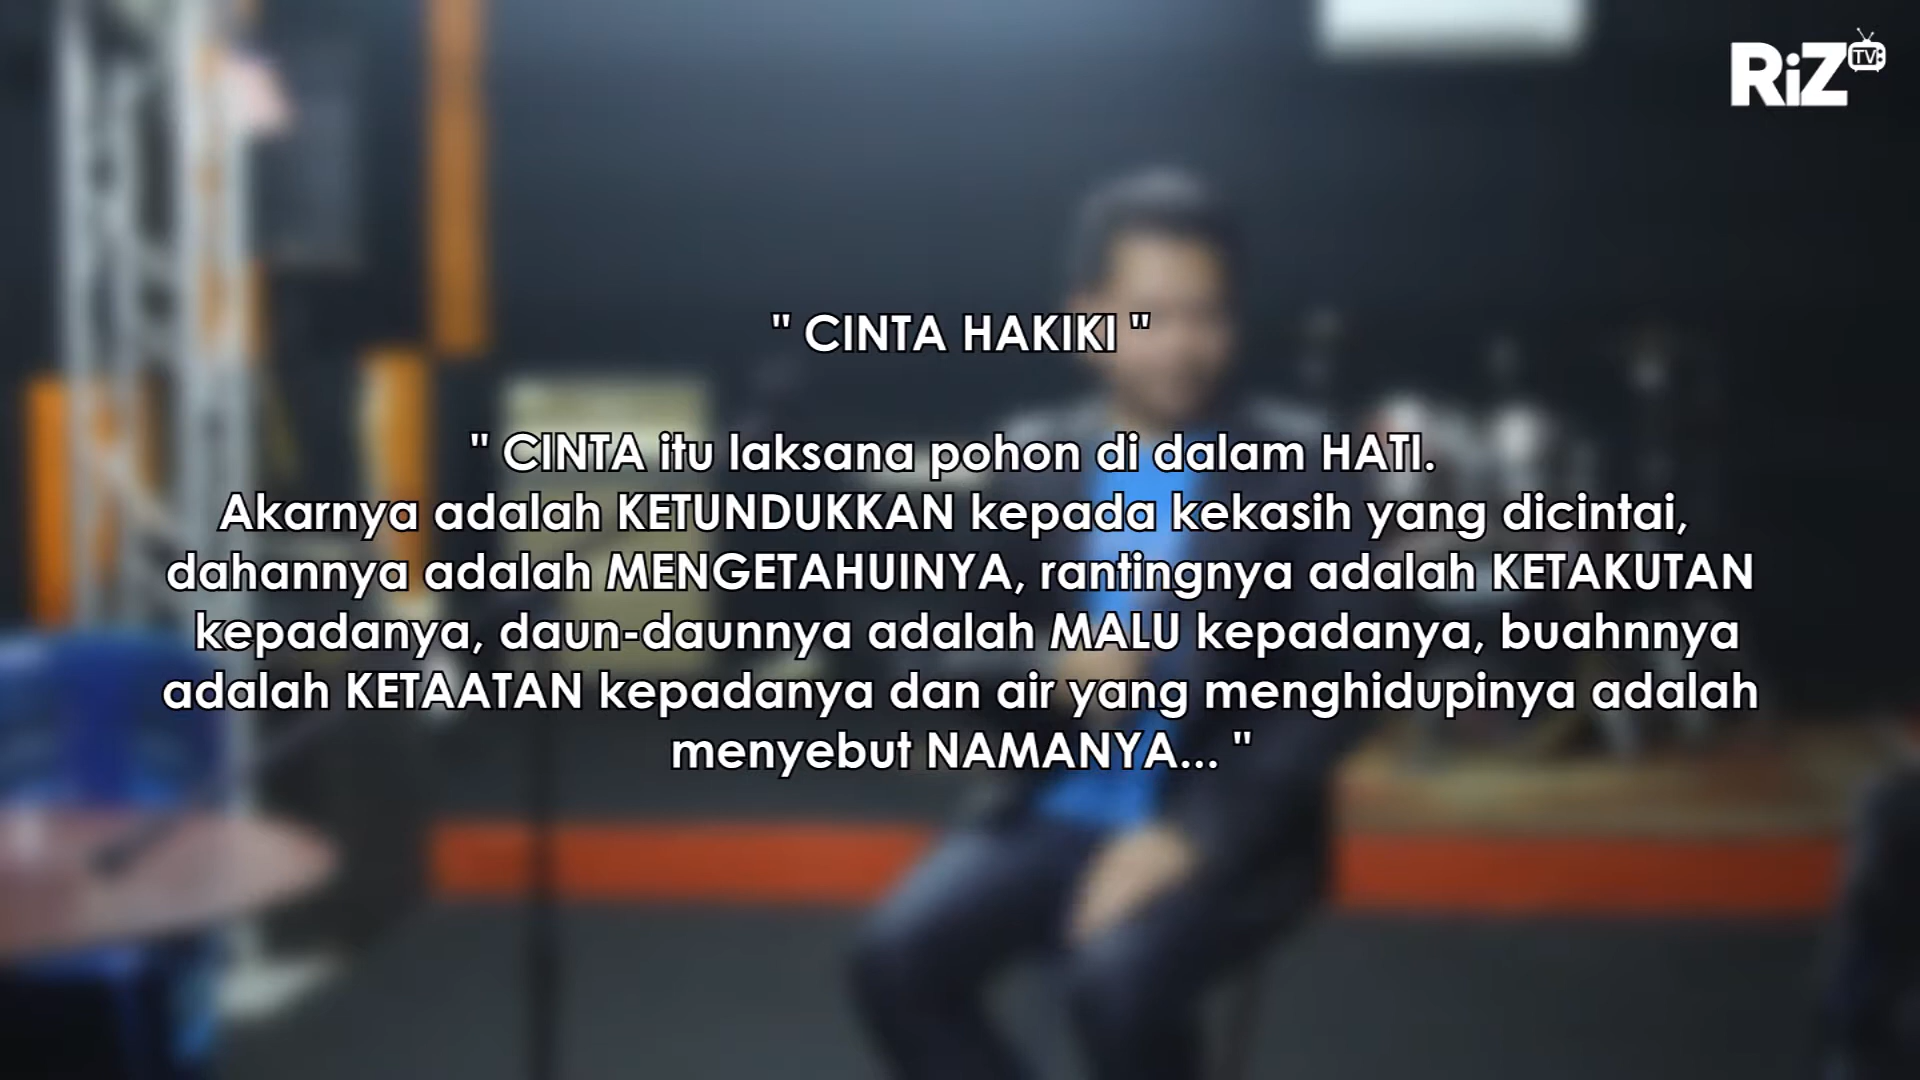 RiZ TV
" CINTA HAKIKI "
" CINTA itu laksana pohon di dalam HATI.
Akarnya adalah KETUNDUKKAN kepada kekasih yang dicintai,
dahannya adalah MENGETAHUINYA, rantingnya adalah KETAKUTAN
kepadanya, daun-daunnya adalah MALU kepadanya, buahnnya
adalah KETAATAN kepadanya dan air yang menghidupinya adalah
menyebut NAMANYA... "